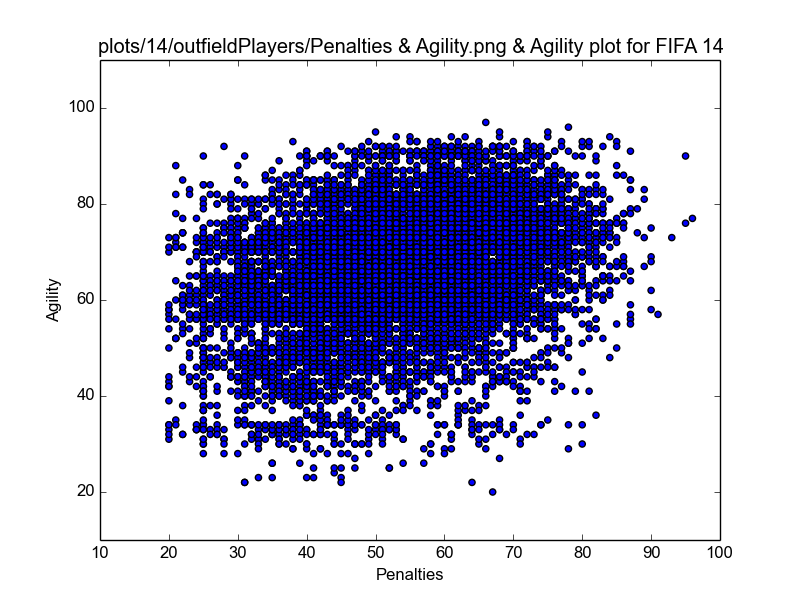 plots/14/outfieldPlayers/Penalties & Agility.png & Agility plot for FIFA 14
100
80
60
40
20
Agility
10 20 30 40 50 60 70 80 90 100
Penalties